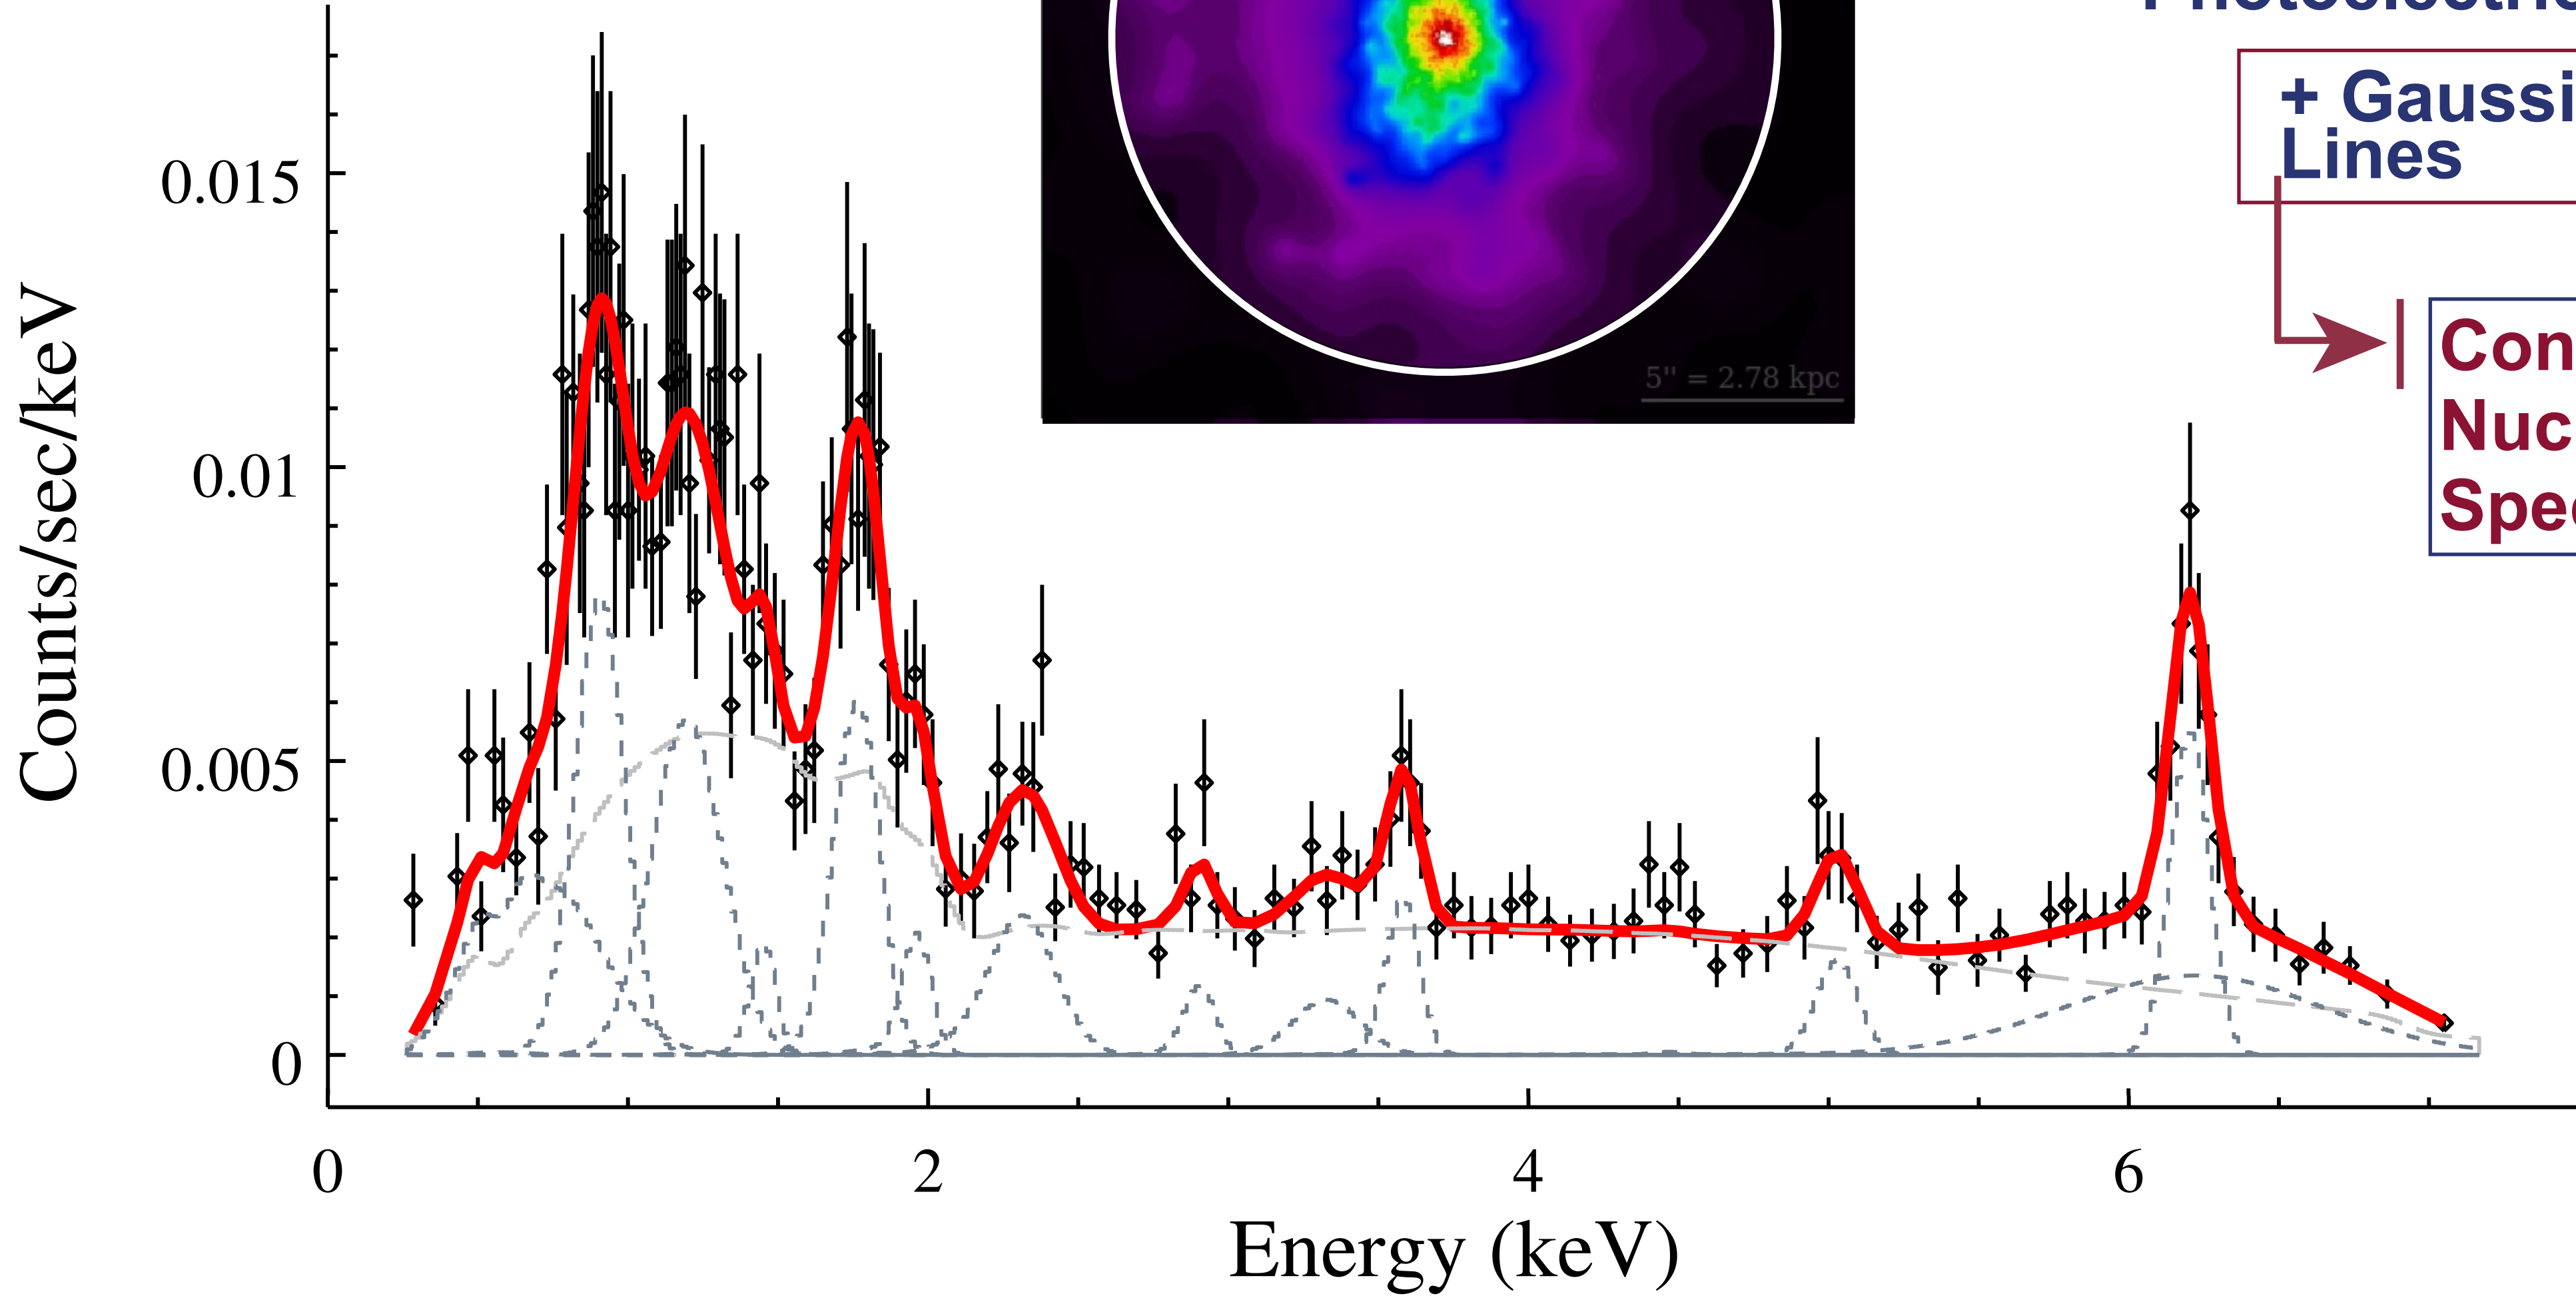 + Gaussi
Lines
0.015
5'' = 2.78 kpc
Con
Nuc
Spe
0.01
0.005
0
Counts/sec/keV
0
2
4
6
Energy (keV)